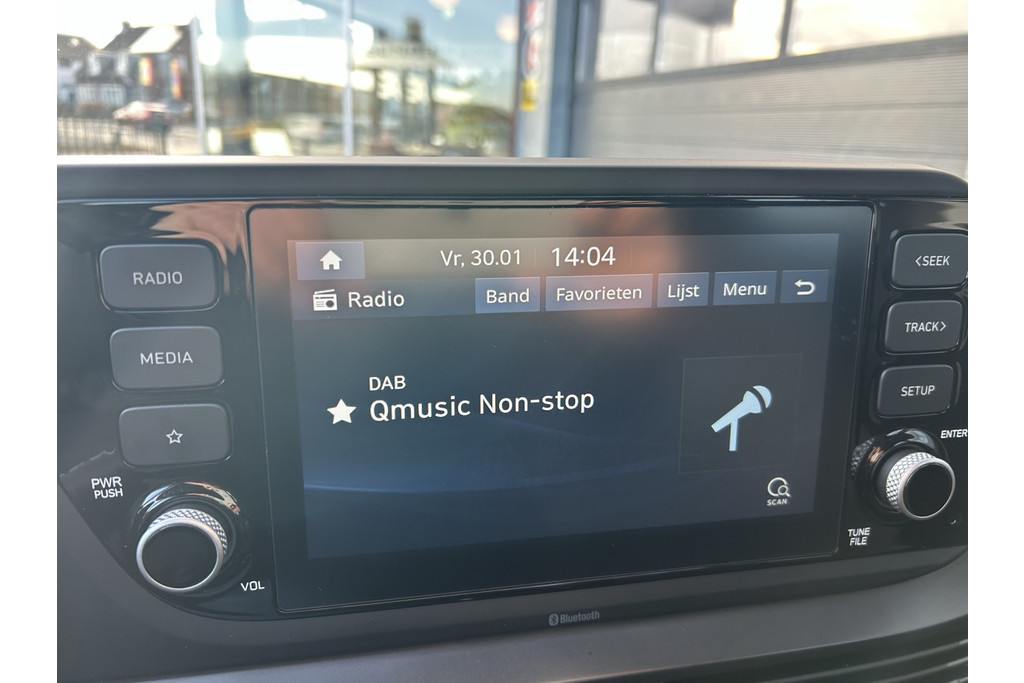 Vr, 30.01 14:04
Radio Band Favorieten Lijst Menu
DAB
Qmusic Non-stop
SCAN
RADIO
MEDIA
PWR
PUSH
VOL
<SEEK
TRACK>
SETUP
ENTER
TUNE
FILE
Bluetooth